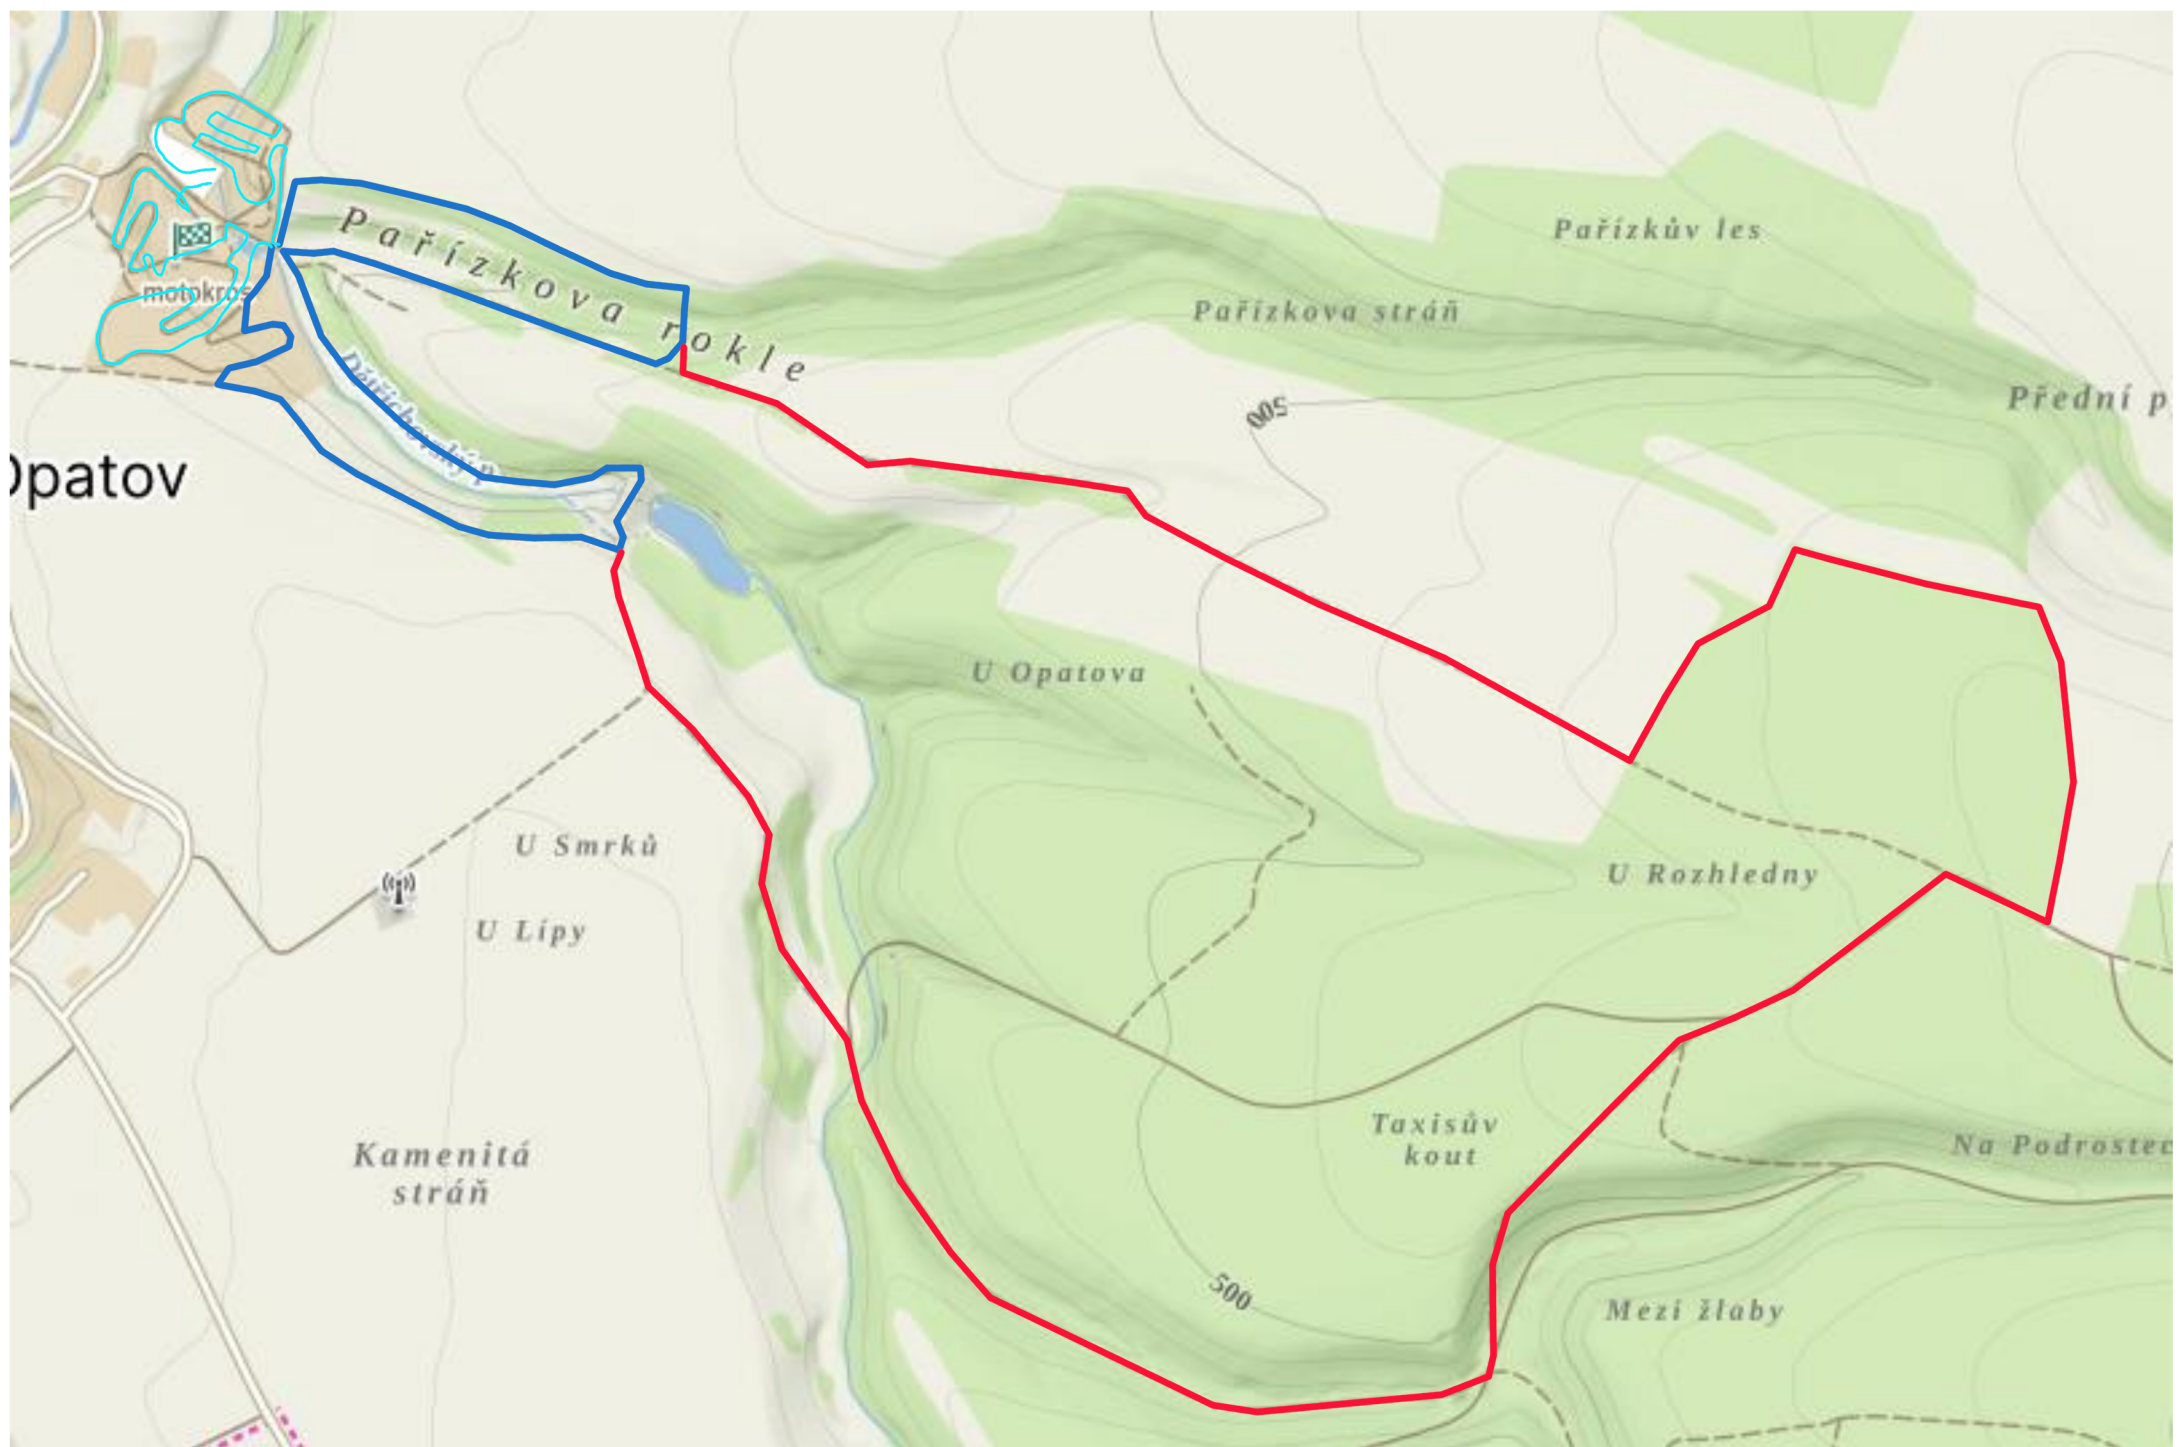 Pařízkova rokle
Pařízkův les
Pařízkova stráň
Přední p
500
motokros
Dětřichovský p
Opatov
U Opatova
U Smrků
U Rozhledny
U Lípy
Taxisův
kout
Na Podrostec
Kamenitá
stráň
500
Mezi žlaby